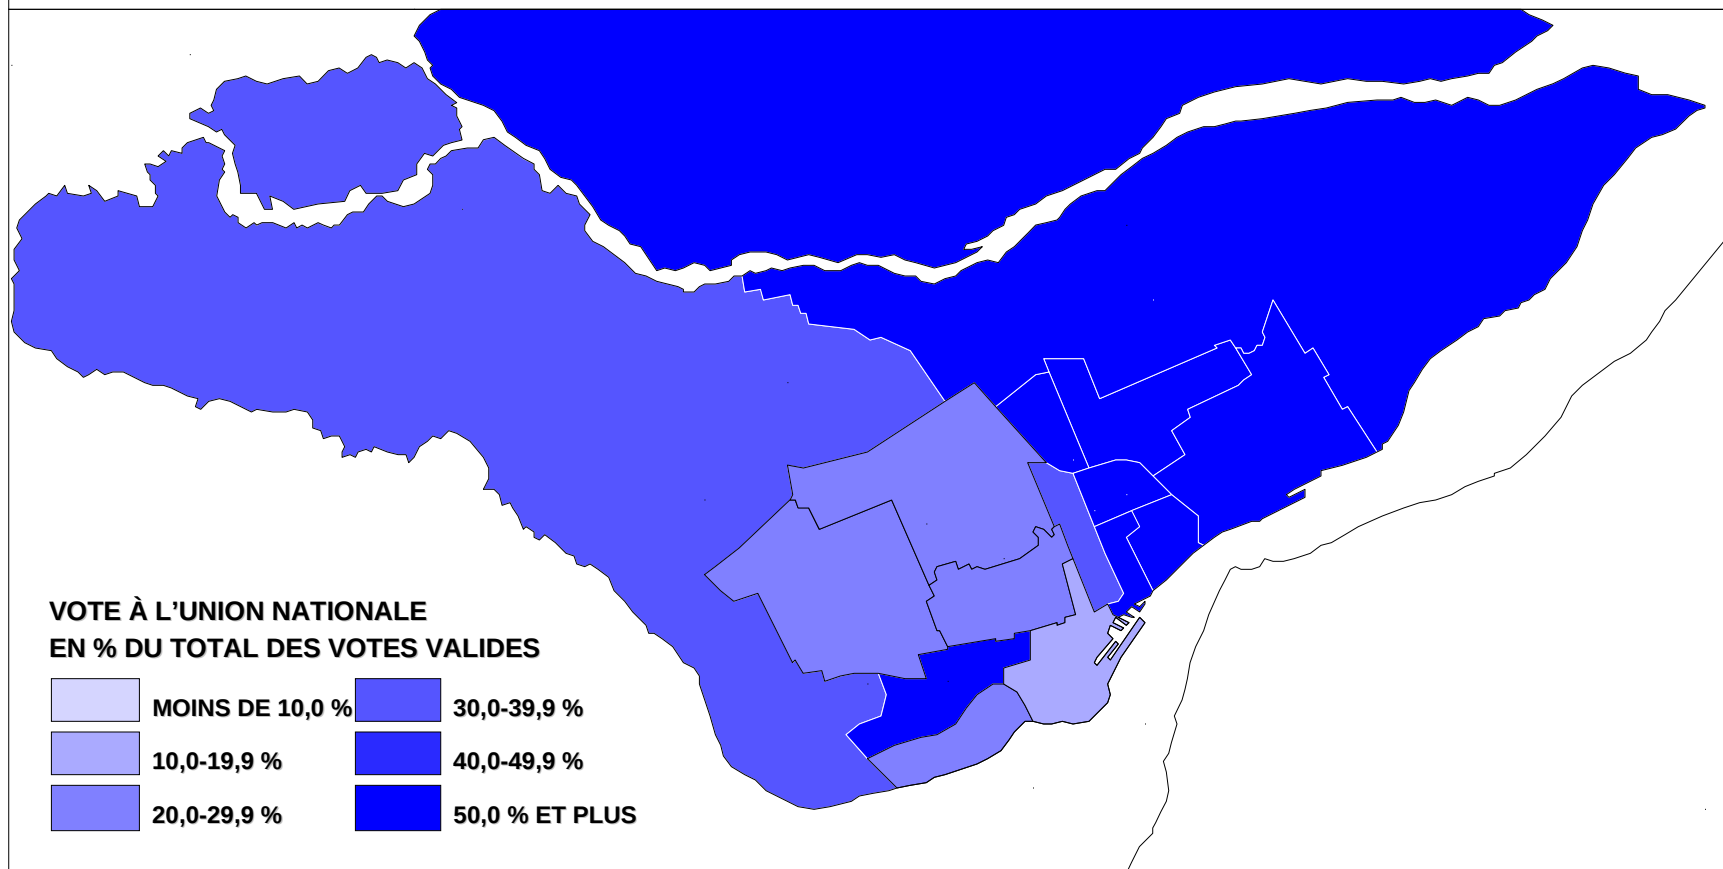 VOTE À L’UNION NATIONALE
EN % DU TOTAL DES VOTES VALIDES
MOINS DE 10,0 %
10,0-19,9 %
20,0-29,9 %
30,0-39,9 %
40,0-49,9 %
50,0 % ET PLUS